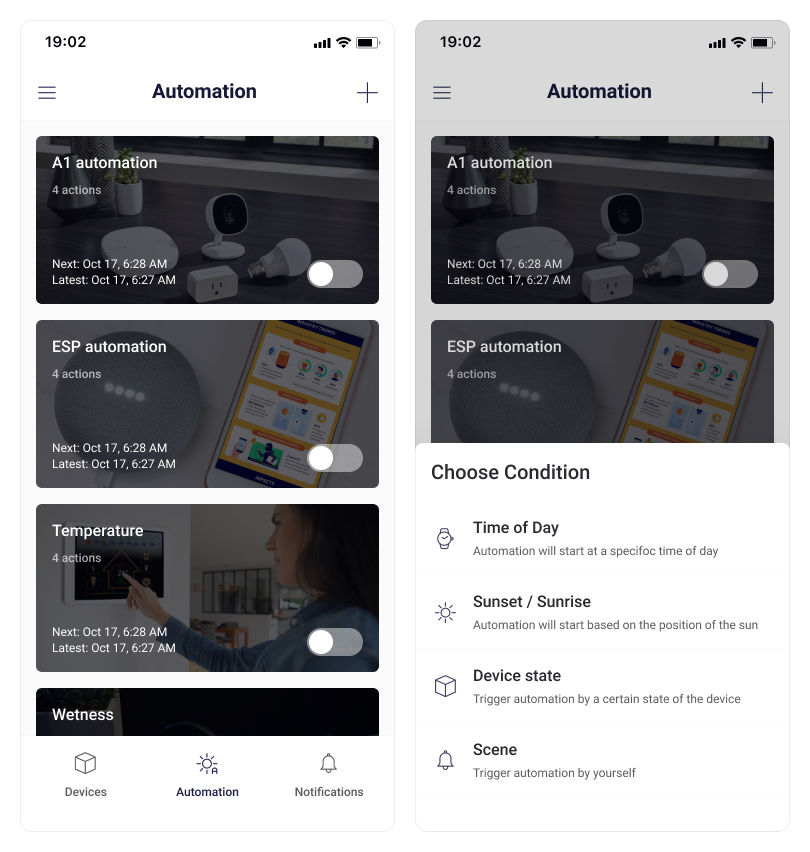 19:02
Automation
A1 automation
4 actions
Next: Oct 17, 6:28 AM
Latest: Oct 17, 6:27 AM
ESP automation
4 actions
INDUSTRY TRENDS
Next: Oct 17, 6:28 AM
Latest: Oct 17, 6:27 AM
IMPACTS
Temperature
4 actions
Next: Oct 17, 6:28 AM
Latest: Oct 17, 6:27 AM
Wetness
Devices
Automation
Notifications
19:02
Automation
A1 automation
4 actions
Next: Oct 17, 6:28 AM
Latest: Oct 17, 6:27 AM
ESP automation
4 actions
INDUSTRY TRENDS
Choose Condition
Time of Day
Automation will start at a specifoc time of day
Sunset / Sunrise
Automation will start based on the position of the sun
Device state
Trigger automation by a certain state of the device
Scene
Trigger automation by yourself